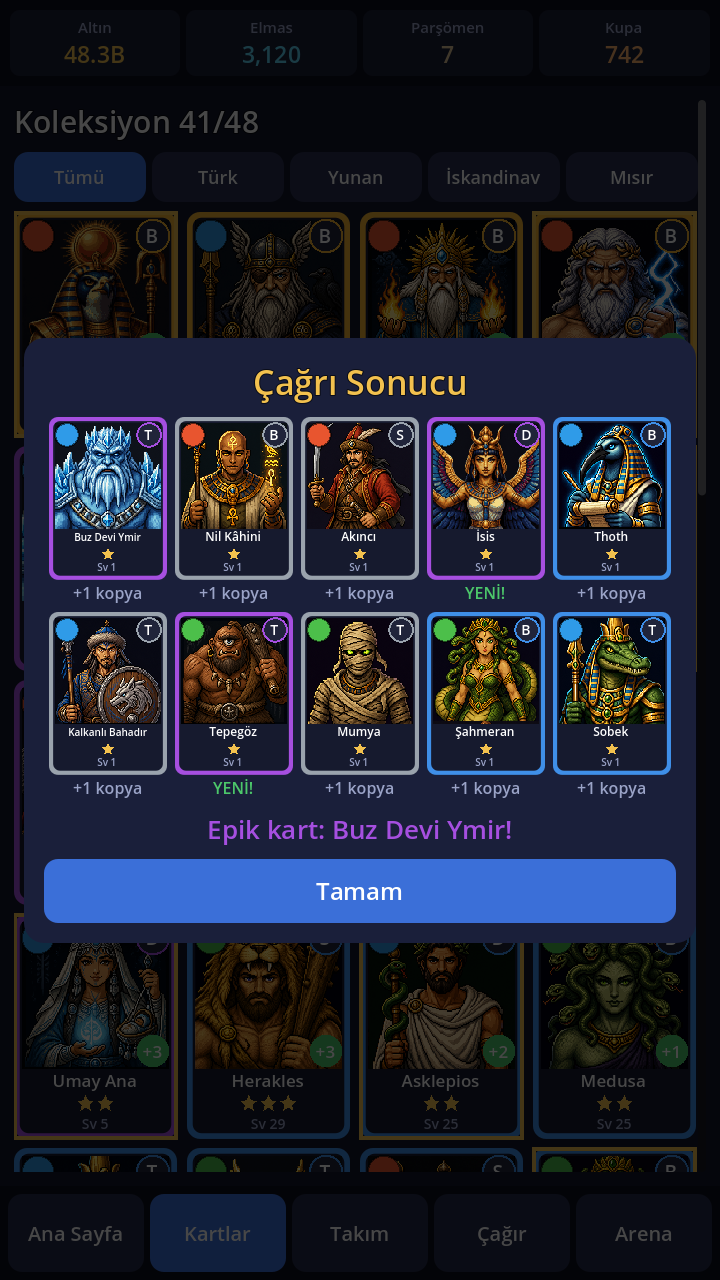 Altın Elmas Parşömen Kupa
48.3B 3,120 7 742
Koleksiyon 41/48
Tümü Türk Yunan İskandinav Mısır
B B B B
Çağrı Sonucu
T B S D B
Buz Devi Ymir Nil Kâhini Akıncı İsis Thoth
Sv 1 Sv 1 Sv 1 Sv 1 Sv 1
+1 kopya +1 kopya +1 kopya YENİ! +1 kopya
T T T B T
Kalkanlı Bahadır Tepegöz Mumya Şahmeran Sobek
Sv 1 Sv 1 Sv 1 Sv 1 Sv 1
+1 kopya YENİ! +1 kopya +1 kopya +1 kopya
Epik kart: Buz Devi Ymir!
Tamam
+3 +3 +2 +1
Umay Ana Herakles Asklepios Medusa
Sv 5 Sv 29 Sv 25 Sv 25
T T S B
Ana Sayfa Kartlar Takım Çağır Arena